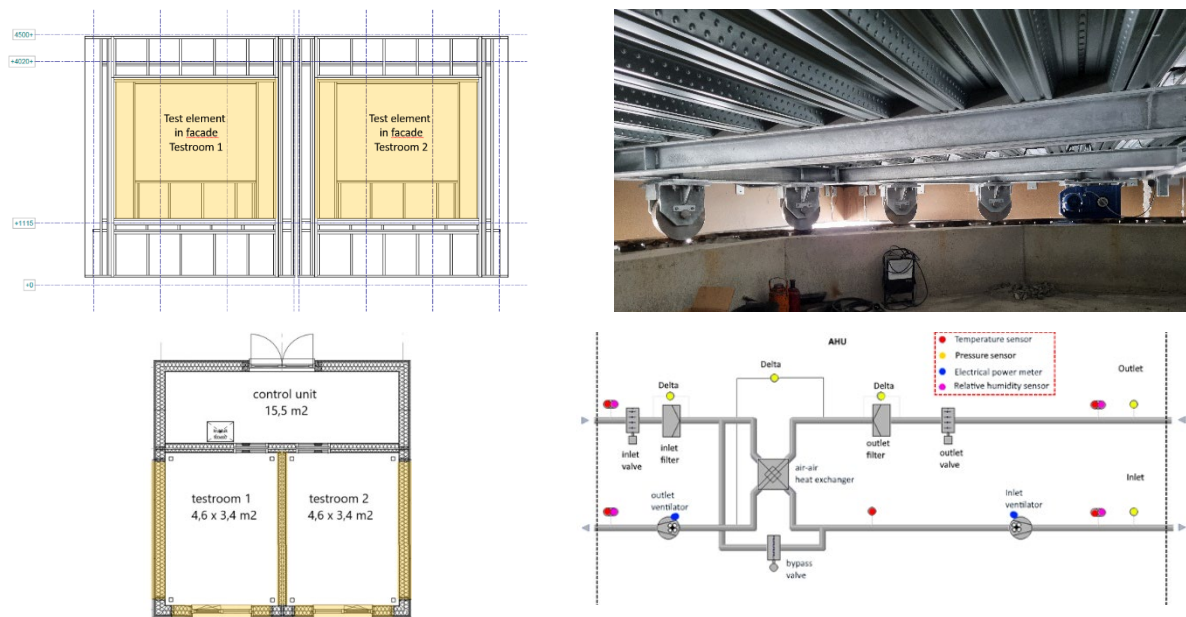 4500+
+4020+
Test element
in facade
Testroom 1
Test element
in facade
Testroom 2
+1115
+0
control unit
15,5 m2
testroom 1
4,6 x 3,4 m2
testroom 2
4,6 x 3,4 m2
AHU
Temperature sensor
Pressure sensor
Electrical power meter
Relative humidity sensor
Delta
Delta
Delta
Outlet
inlet
valve
inlet
filter
outlet
filter
outlet
valve
air-air
heat exchanger
Inlet
outlet
ventilator
Inlet
ventilator
bypass
valve